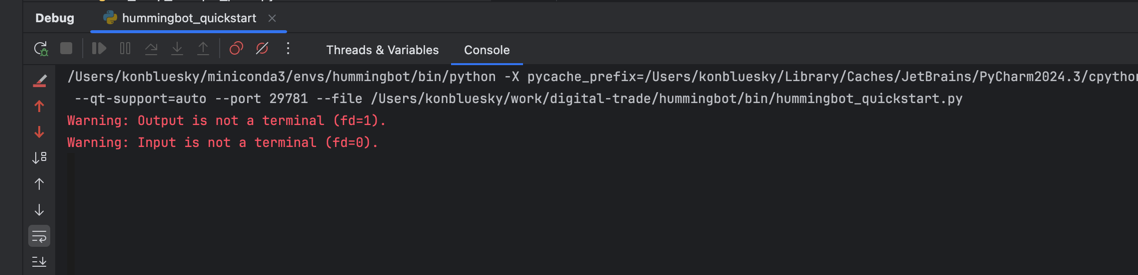 Debug
hummingbot_quickstart
Threads & Variables
Console
/Users/konbluesky/miniconda3/envs/hummingbot/bin/python -X pycache_prefix=/Users/konbluesky/Library/Caches/JetBrains/PyCharm2024.3/cpython
--qt-support=auto --port 29781 --file /Users/konbluesky/work/digital-trade/hummingbot/bin/hummingbot_quickstart.py
Warning: Output is not a terminal (fd=1).
Warning: Input is not a terminal (fd=0).